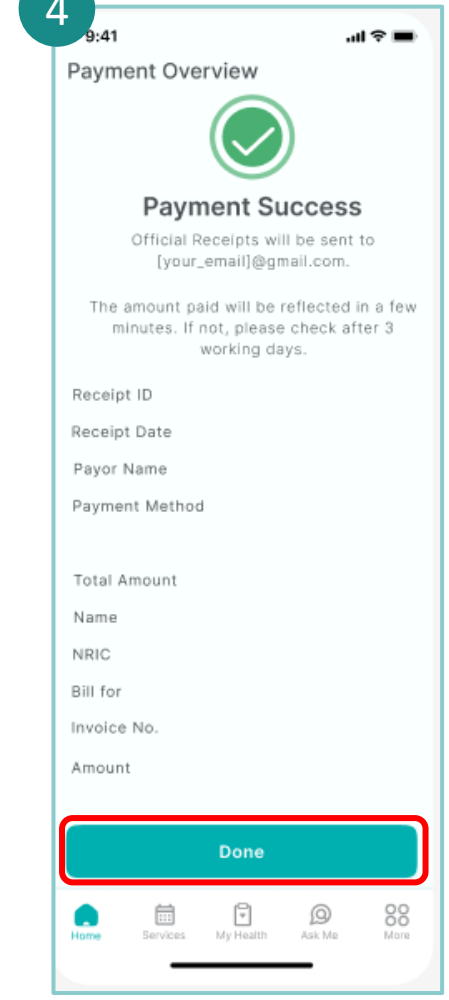 4
9:41
Payment Overview
Payment Success
Official Receipts will be sent to
[your_email]@gmail.com.
The amount paid will be reflected in a few
minutes. If not, please check after 3
working days.
Receipt ID
Receipt Date
Payor Name
Payment Method
Total Amount
Name
NRIC
Bill for
Invoice No.
Amount
Done
Home Services My Health Ask Me More